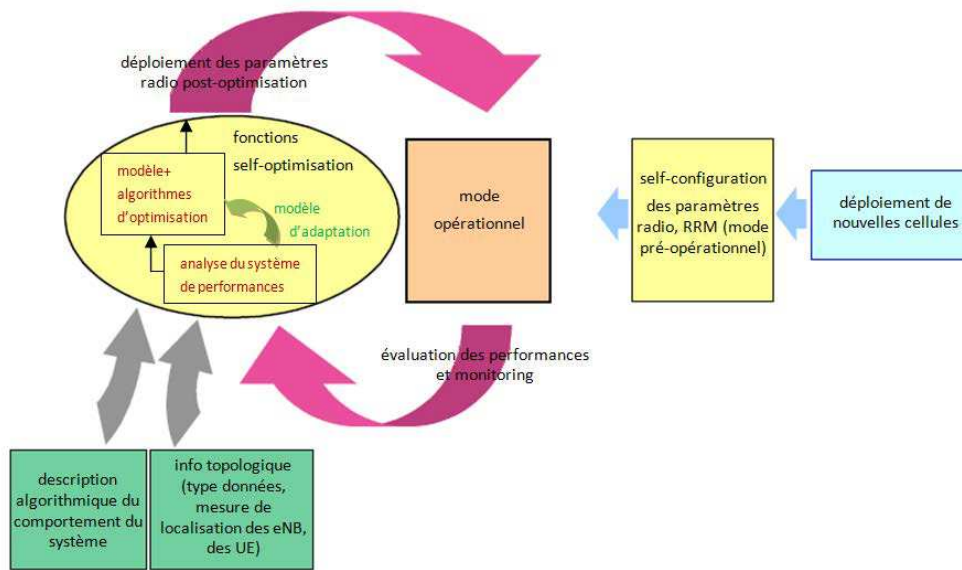 déploiement des paramètres
radio post-optimisation
fonctions
self-optimisation
modèle+
algorithmes
d'optimisation
modèle
d'adaptation
analyse du système
de performances
mode
opérationnel
self-configuration
des paramètres
radio, RRM (mode
pré-opérationnel)
déploiement de
nouvelles cellules
évaluation des performances
et monitoring
description
algorithmique du
comportement du
système
info topologique
(type données,
mesure de
localisation des eNB,
des UE)